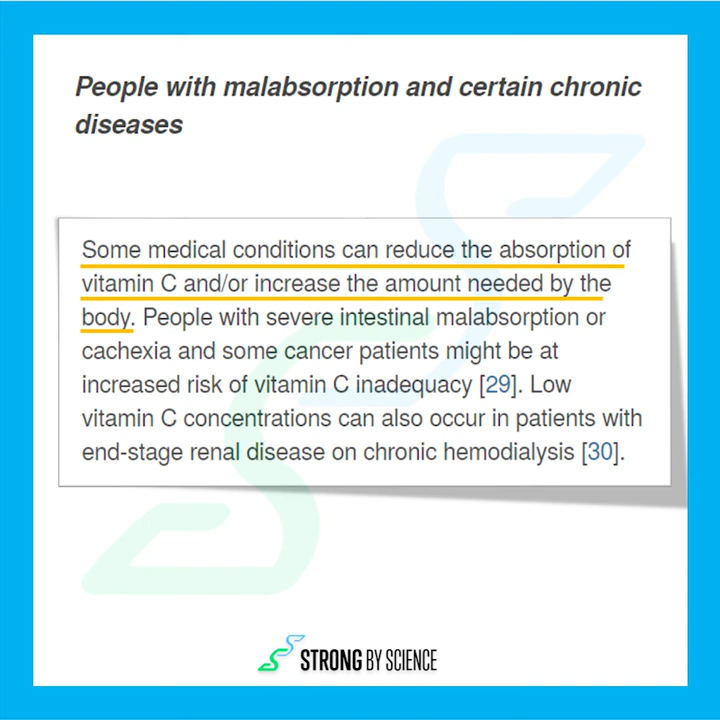 People with malabsorption and certain chronic
diseases
Some medical conditions can reduce the absorption of
vitamin C and/or increase the amount needed by the
body. People with severe intestinal malabsorption or
cachexia and some cancer patients might be at
increased risk of vitamin C inadequacy [29]. Low
vitamin C concentrations can also occur in patients with
end-stage renal disease on chronic hemodialysis [30].
STRONG BY SCIENCE